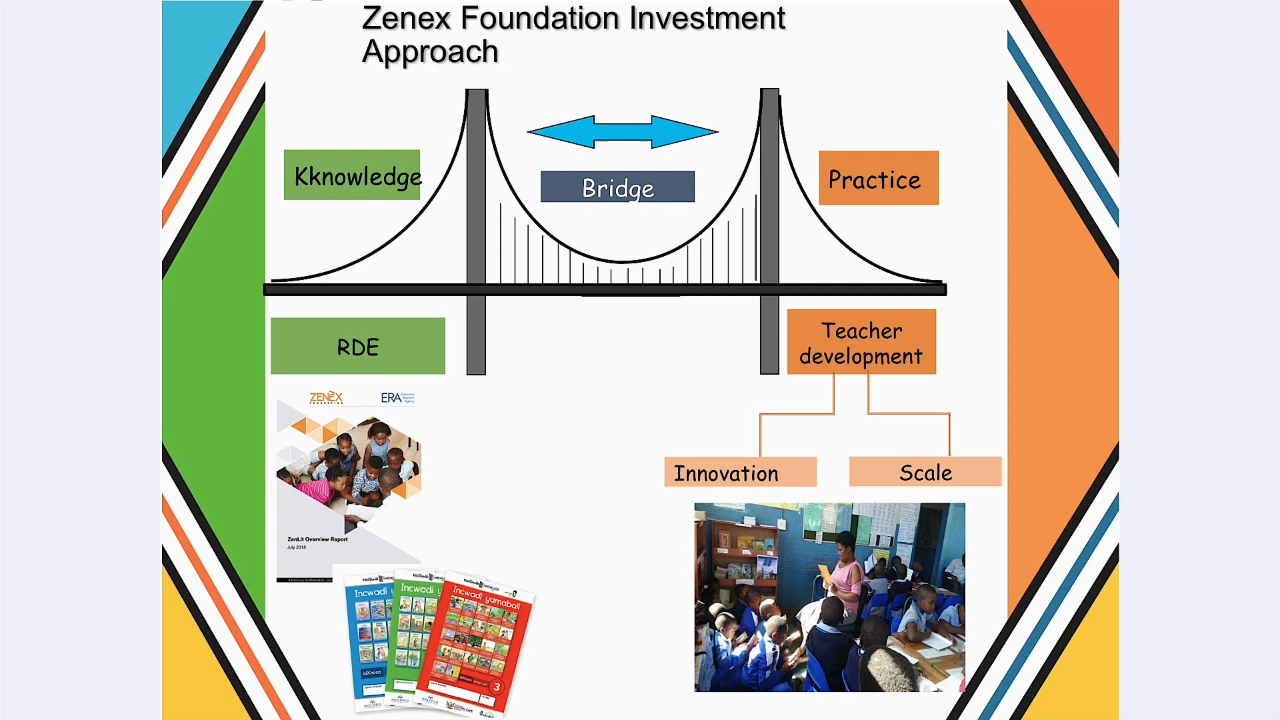 Zenex Foundation Investment
Approach
Kknowledge
Bridge
Practice
RDE
Teacher
development
Innovation
Scale
ZENEX
FOUNDATION
ERA
ZenLit Overview Report
July 2018
Incwadi
Incwadi y
Incwadi yamabali
3